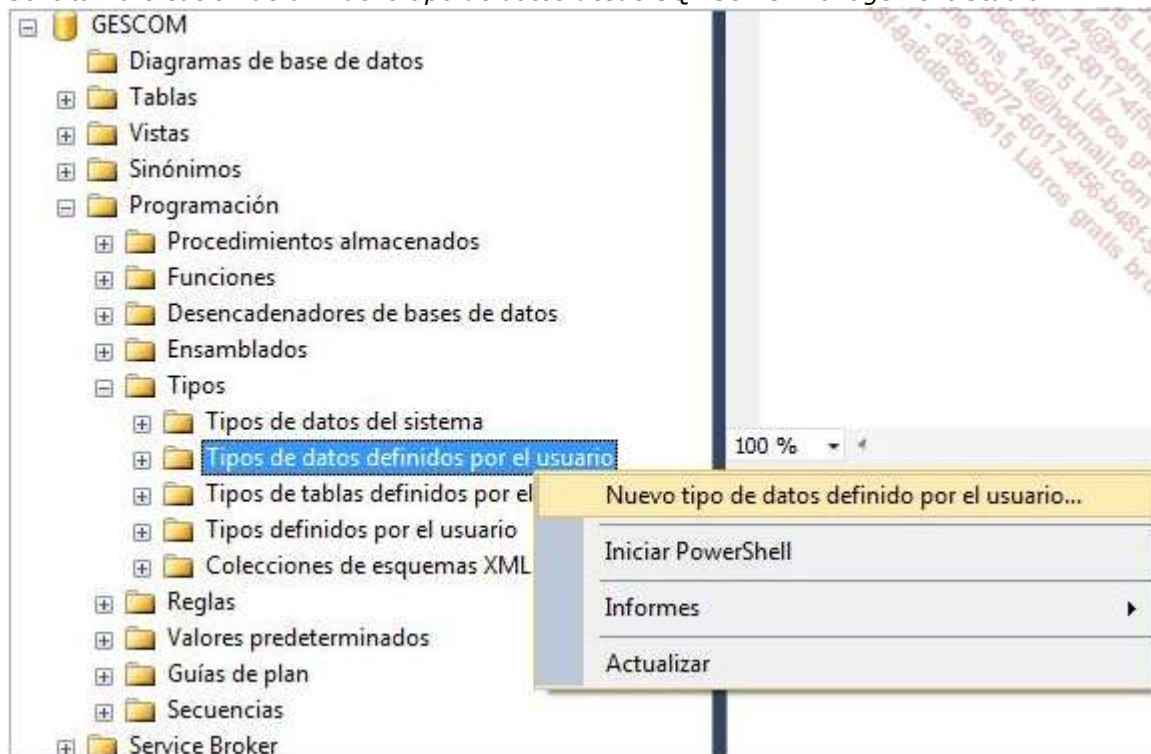 GESCOM
Diagramas de base de datos
Tablas
Vistas
Sinónimos
Programación
Procedimientos almacenados
Funciones
Desencadenadores de bases de datos
Ensamblados
Tipos
Tipos de datos del sistema
Tipos de datos definidos por el usuario
Tipos de tablas definidos por el
Tipos definidos por el usuario
Colecciones de esquemas XML
Reglas
Valores predeterminados
Guías de plan
Secuencias
Service Broker
100 %
Nuevo tipo de datos definido por el usuario...
Iniciar PowerShell
Informes
Actualizar